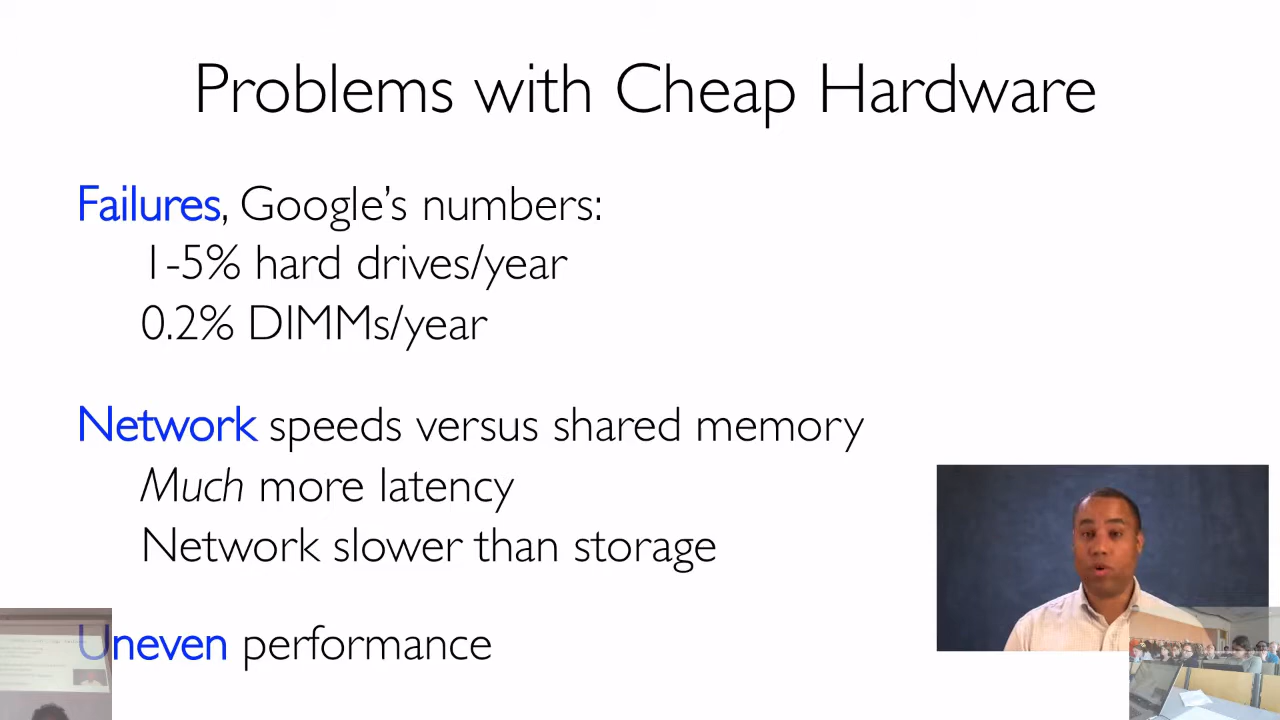 Problems with Cheap Hardware
Failures, Google's numbers:
1-5% hard drives/year
0.2% DIMMs/year
Network speeds versus shared memory
Much more latency
Network slower than storage
Uneven performance